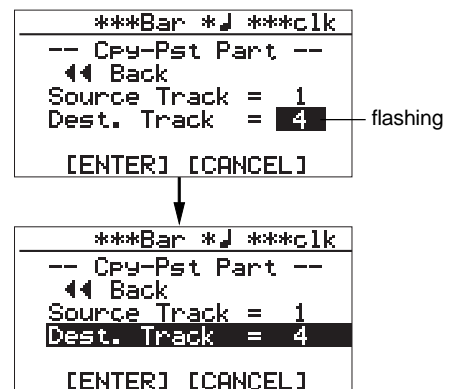 ***Bar *♩ ***clk
-- Cpy-Pst Part --
◀◀ Back
Source Track = 1
Dest. Track = 4
flashing
[ENTER] [CANCEL]
***Bar *♩ ***clk
-- Cpy-Pst Part --
◀◀ Back
Source Track = 1
Dest. Track = 4
[ENTER] [CANCEL]